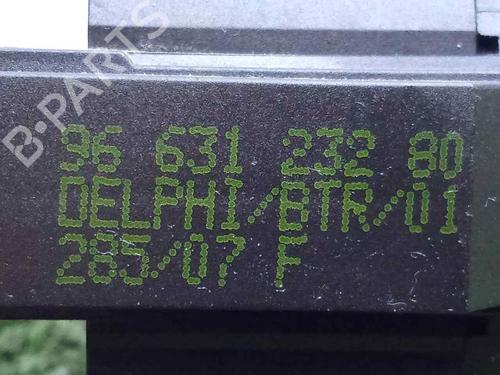 B-PARTS
96 631 232 80
DELPHI/BTR/01
285/07 F